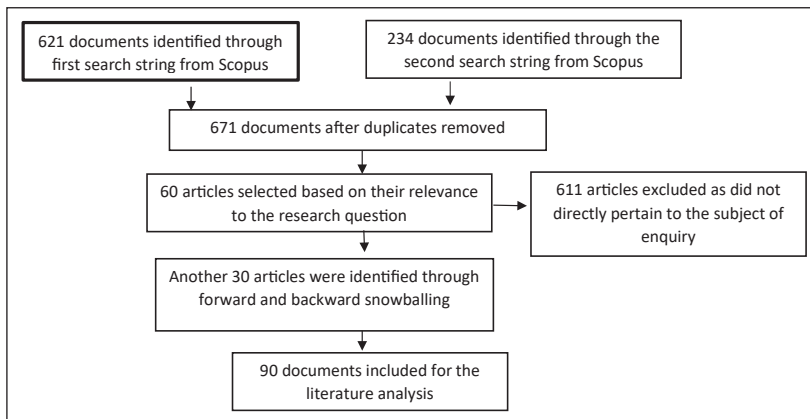 621 documents identified through
first search string from Scopus
234 documents identified through the
second search string from Scopus
671 documents after duplicates removed
60 articles selected based on their relevance
to the research question
611 articles excluded as did not
directly pertain to the subject of
enquiry
Another 30 articles were identified through
forward and backward snowballing
90 documents included for the
literature analysis